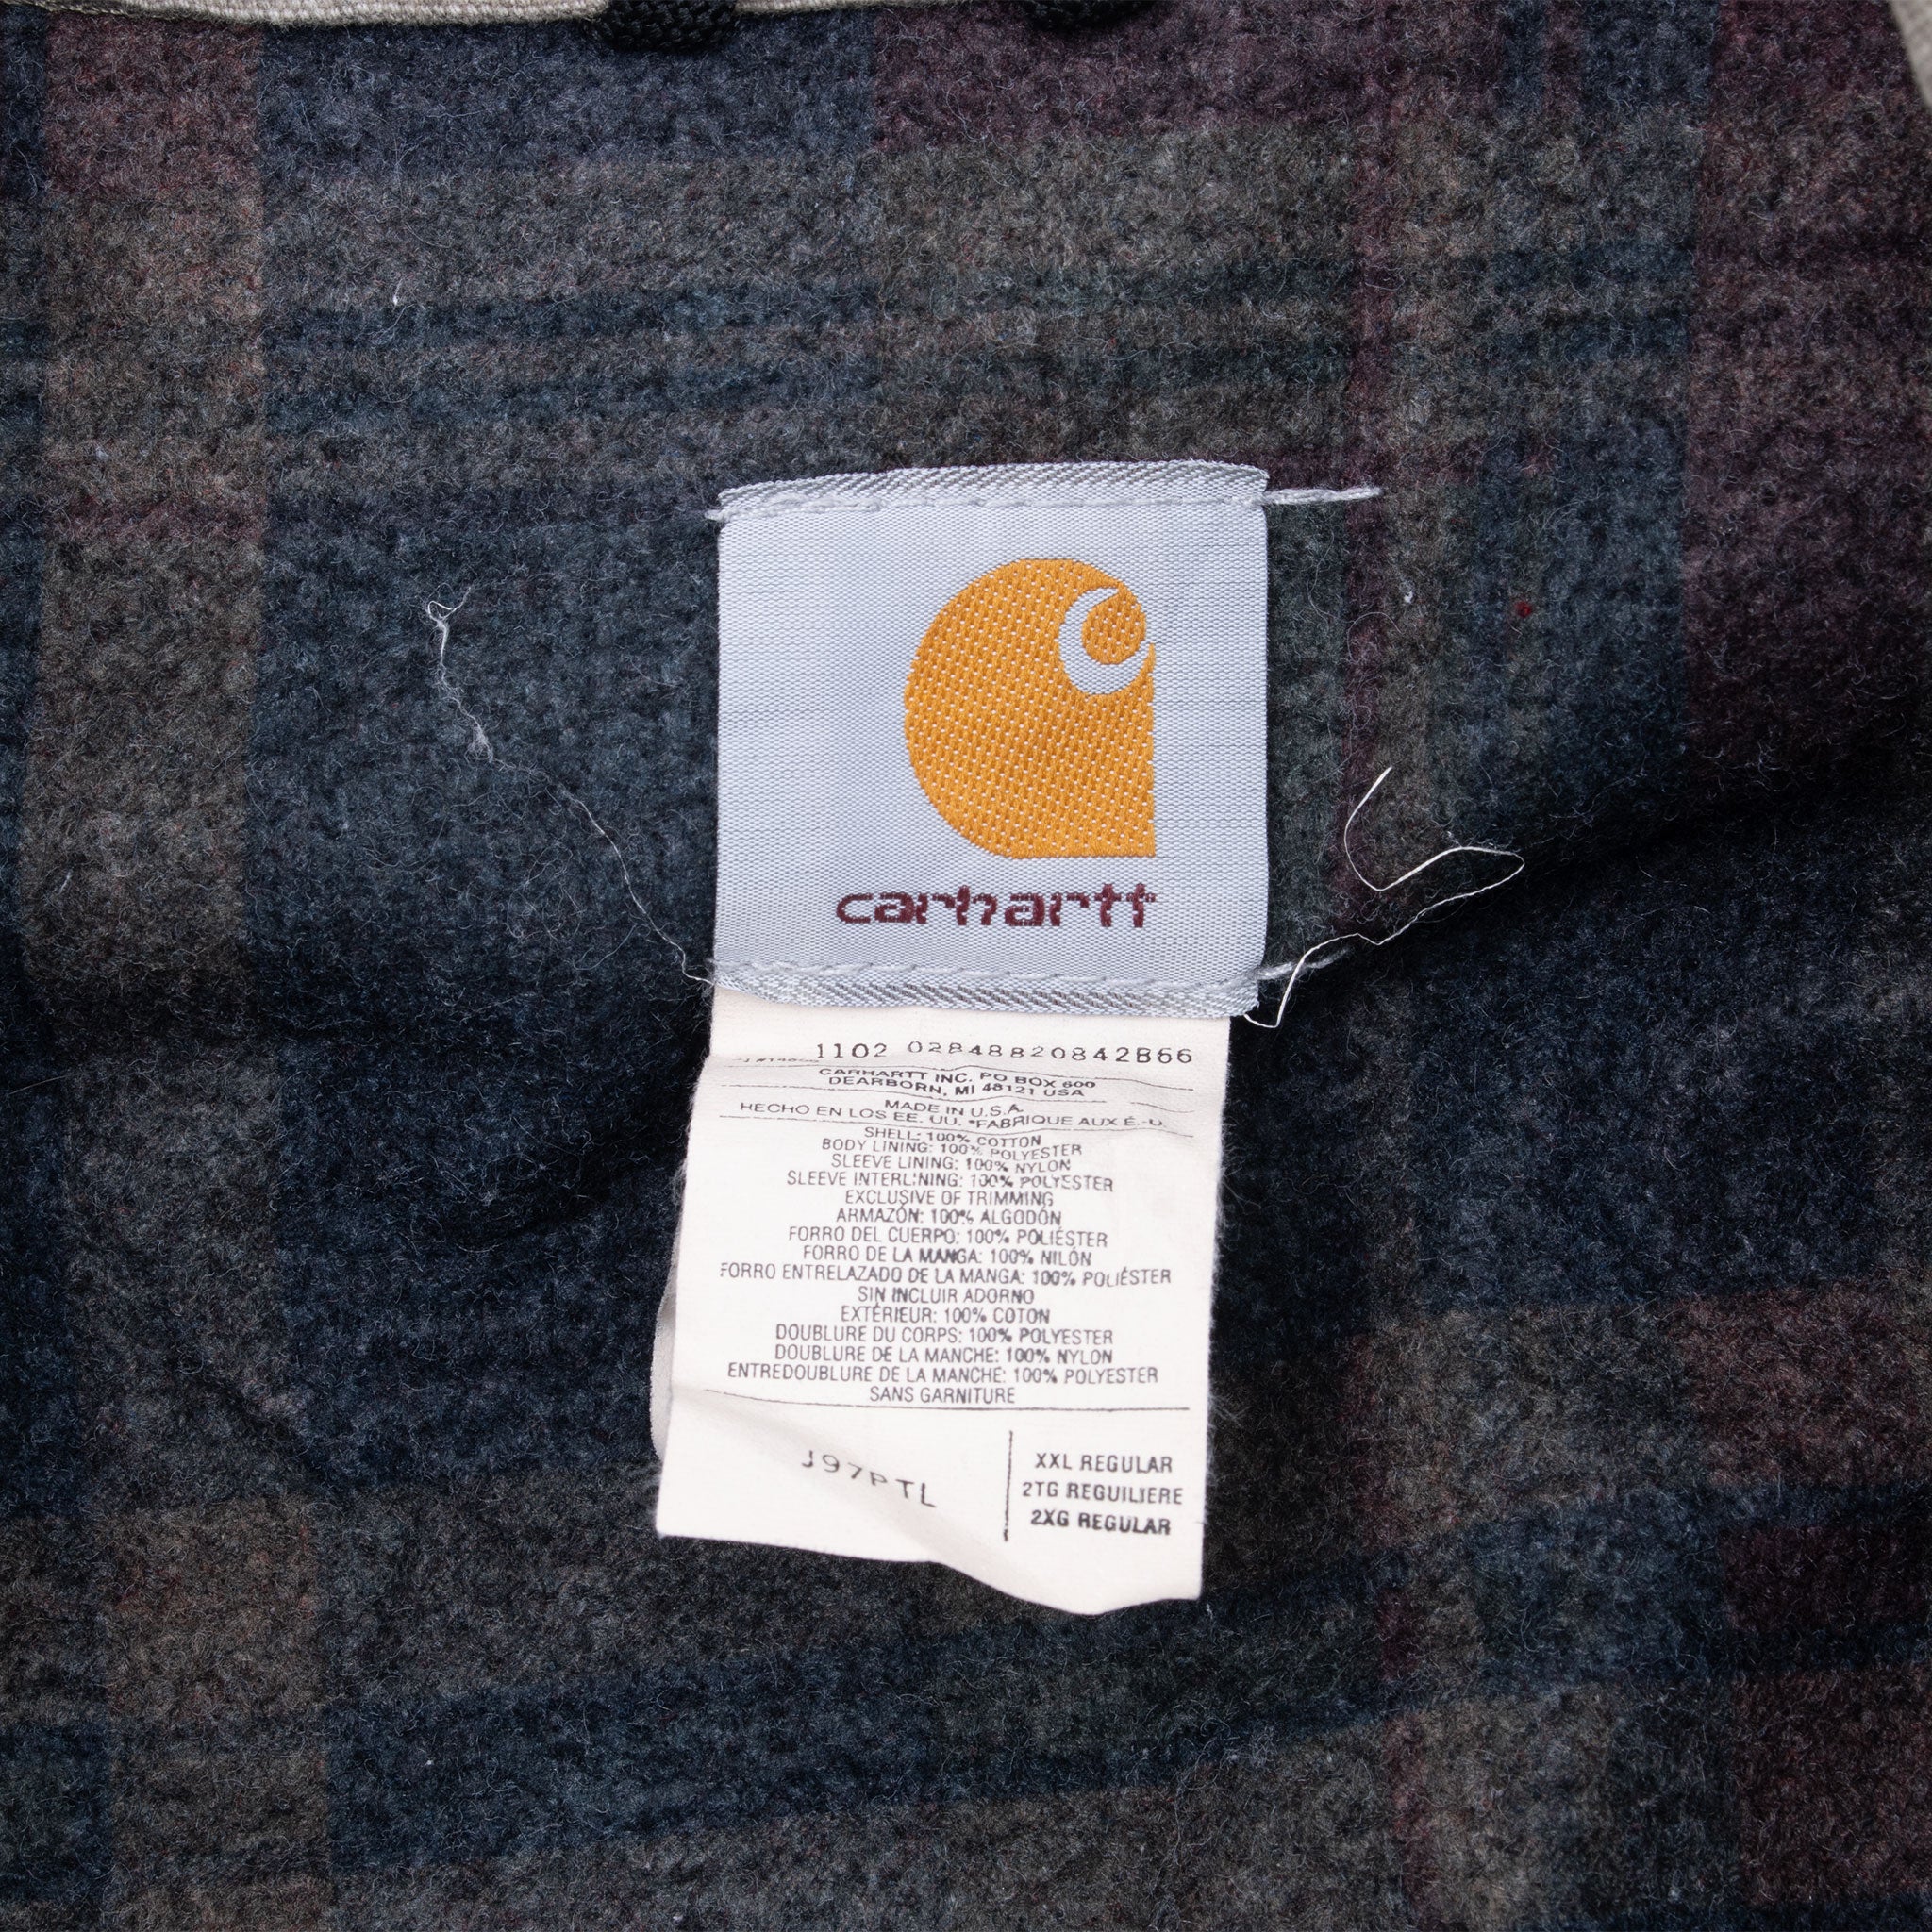 carhartt
1102 02848820842B66
CARHARTT INC. PO BOX 600
DEARBORN, MI 48121 USA
MADE IN U.S.A.
HECHO EN LOS EE. UU. *FABRIQUE AUX É.-U.
SHELL: 100% COTTON
BODY LINING: 100% POLYESTER
SLEEVE LINING: 100% NYLON
SLEEVE INTERLINING: 100% POLYESTER
EXCLUSIVE OF TRIMMING
ARMAZÓN: 100% ALGODÓN
FORRO DEL CUERPO: 100% POLIÉSTER
FORRO DE LA MANGA: 100% NILÓN
FORRO ENTRELAZADO DE LA MANGA: 100% POLIÉSTER
SIN INCLUIR ADORNO
EXTÉRIEUR: 100% COTON
DOUBLURE DU CORPS: 100% POLYESTER
DOUBLURE DE LA MANCHE: 100% NYLON
ENTREDOUBLURE DE LA MANCHE: 100% POLYESTER
SANS GARNITURE
J97PTL
XXL REGULAR
2TG REGUILIERE
2XG REGULAR